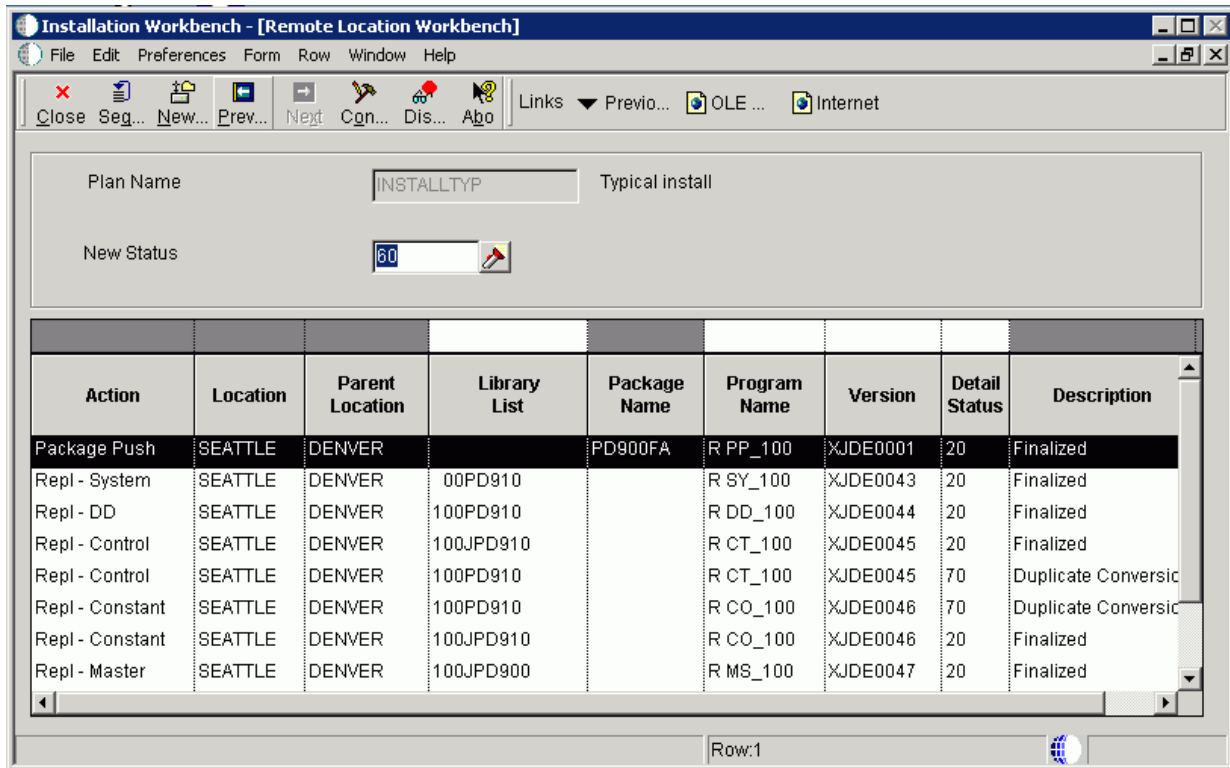 Installation Workbench - [Remote Location Workbench]
File Edit Preferences Form Row Window Help
Close Seq... New... Prev... Next Con... Dis... Abo Links Previo... OLE ... Internet
Plan Name INSTALLTYP Typical install
New Status 60
Action Location Parent Location Library List Package Name Program Name Version Detail Status Description
Package Push SEATTLE DENVER PD900FA R PP_100 XJDE0001 20 Finalized
Repl - System SEATTLE DENVER 00PD910 R SY_100 XJDE0043 20 Finalized
Repl - DD SEATTLE DENVER 100PD910 R DD_100 XJDE0044 20 Finalized
Repl - Control SEATTLE DENVER 100JPD910 R CT_100 XJDE0045 20 Finalized
Repl - Control SEATTLE DENVER 100PD910 R CT_100 XJDE0045 70 Duplicate Conversic
Repl - Constant SEATTLE DENVER 100PD910 R CO_100 XJDE0046 70 Duplicate Conversic
Repl - Constant SEATTLE DENVER 100JPD910 R CO_100 XJDE0046 20 Finalized
Repl - Master SEATTLE DENVER 100JPD900 R MS_100 XJDE0047 20 Finalized
Row:1